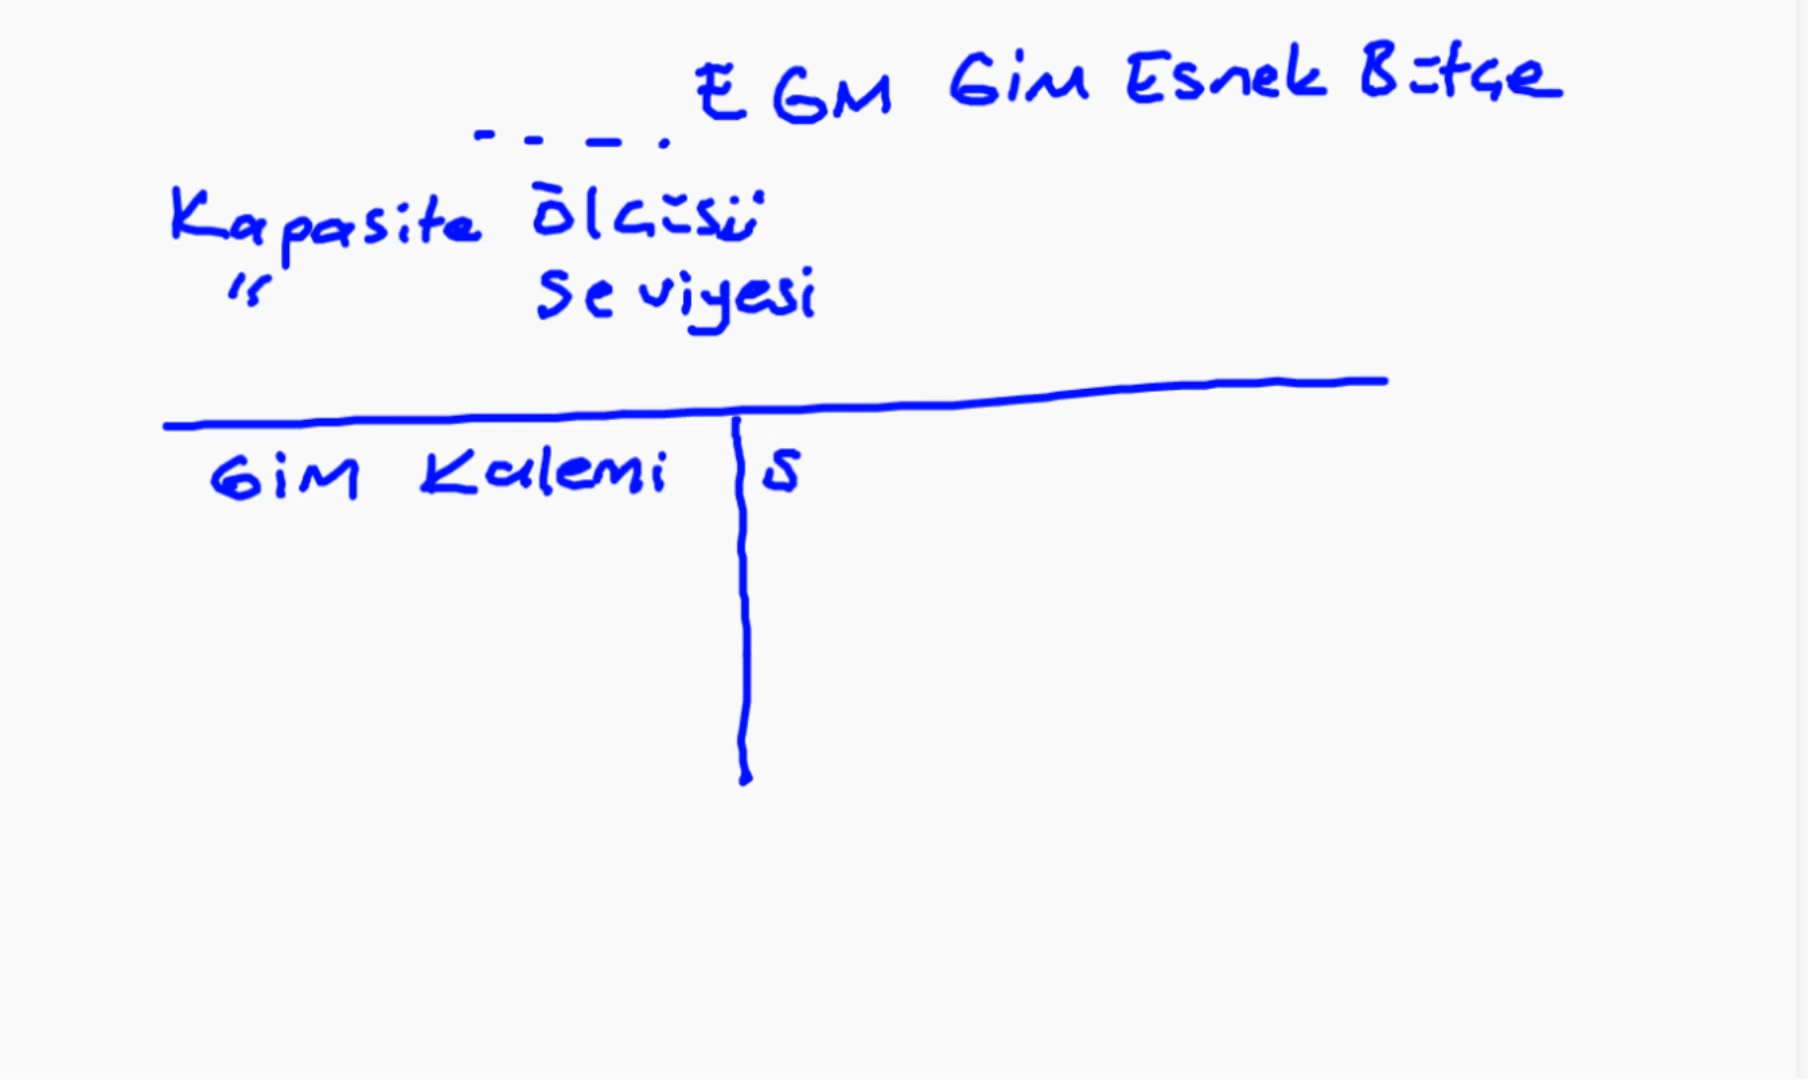 ---. EGM GİM Esnek Bütçe
Kapasite Ölçüsü
" Seviyesi
GİM Kalemi S